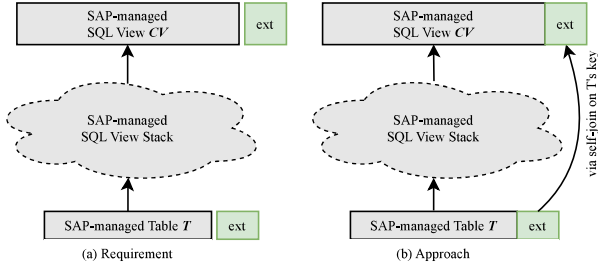 SAP-managed
SQL View CV
ext
SAP-managed
SQL View Stack
SAP-managed Table T
ext
(a) Requirement
SAP-managed
SQL View CV
ext
SAP-managed
SQL View Stack
via self-join on T's key
SAP-managed Table T
ext
(b) Approach